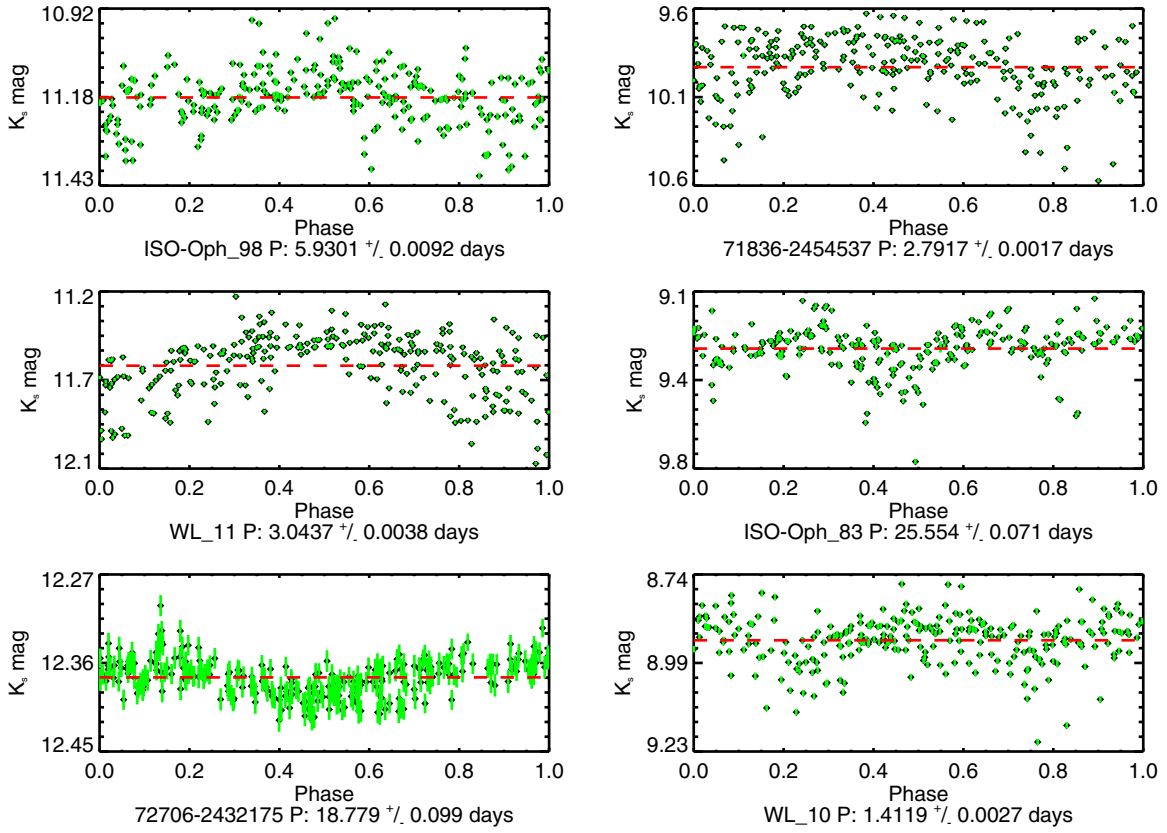 10.92
11.18
11.43
K_s mag
0.0 0.2 0.4 0.6 0.8 1.0
Phase
ISO-Oph_98 P: 5.9301 +/- 0.0092 days
9.6
10.1
10.6
K_s mag
0.0 0.2 0.4 0.6 0.8 1.0
Phase
71836-2454537 P: 2.7917 +/- 0.0017 days
11.2
11.7
12.1
K_s mag
0.0 0.2 0.4 0.6 0.8 1.0
Phase
WL_11 P: 3.0437 +/- 0.0038 days
9.1
9.4
9.8
K_s mag
0.0 0.2 0.4 0.6 0.8 1.0
Phase
ISO-Oph_83 P: 25.554 +/- 0.071 days
12.27
12.36
12.45
K_s mag
0.0 0.2 0.4 0.6 0.8 1.0
Phase
72706-2432175 P: 18.779 +/- 0.099 days
8.74
8.99
9.23
K_s mag
0.0 0.2 0.4 0.6 0.8 1.0
Phase
WL_10 P: 1.4119 +/- 0.0027 days